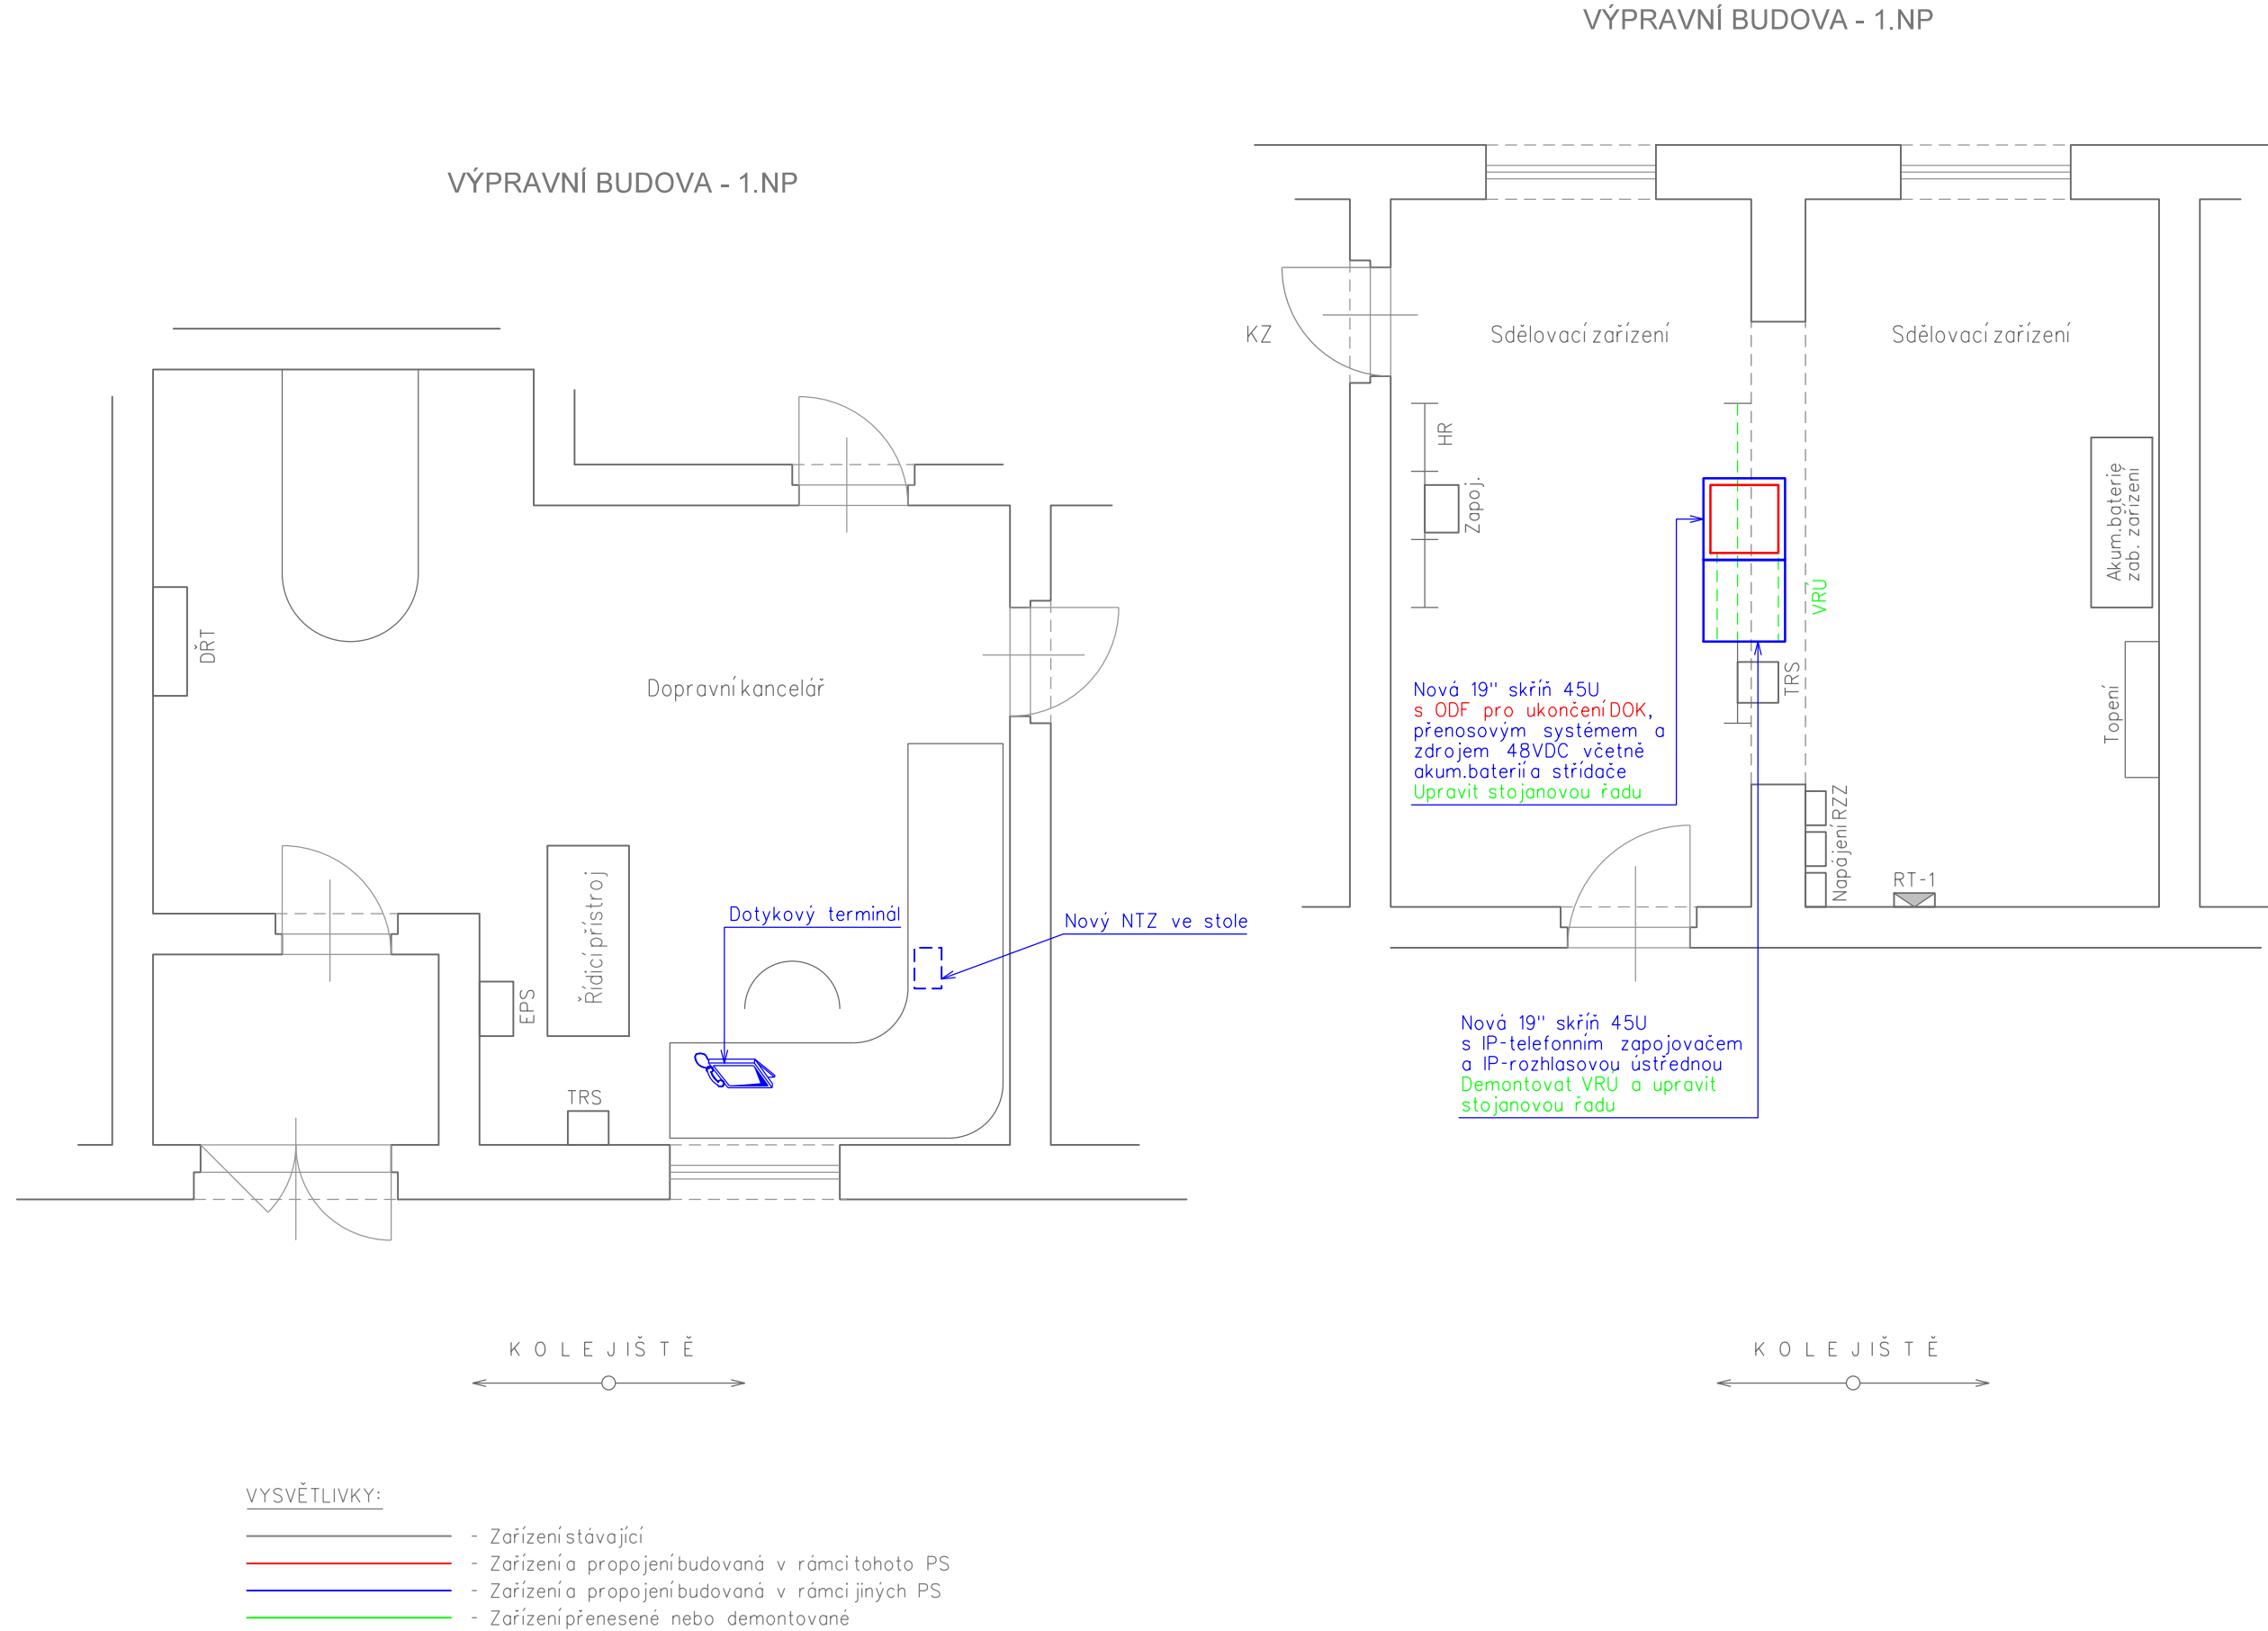 VÝPRAVNÍ BUDOVA - 1.NP
VÝPRAVNÍ BUDOVA - 1.NP
KZ
Sdělovací zařízení
Sdělovací zařízení
HR
Zapoj.
Akum.baterie
zab. zařízení
VRÚ
TRS
Topení
Nová 19" skříň 45U
s ODF pro ukončení DOK,
přenosovým systémem a
zdrojem 48VDC včetně
akum.baterií a střídače
Upravit stojanovou řadu
Napájení RZZ
RT-1
Nová 19" skříň 45U
s IP-telefonním zapojovačem
a IP-rozhlasovou ústřednou
Demontovat VRÚ a upravit
stojanovou řadu
DŘT
Dopravní kancelář
Řídicí přístroj
EPS
TRS
Dotykový terminál
Nový NTZ ve stole
KOLEJIŠTĚ
KOLEJIŠTĚ
VYSVĚTLIVKY:
- Zařízení stávající
- Zařízení a propojení budovaná v rámci tohoto PS
- Zařízení a propojení budovaná v rámci jiných PS
- Zařízení přenesené nebo demontované